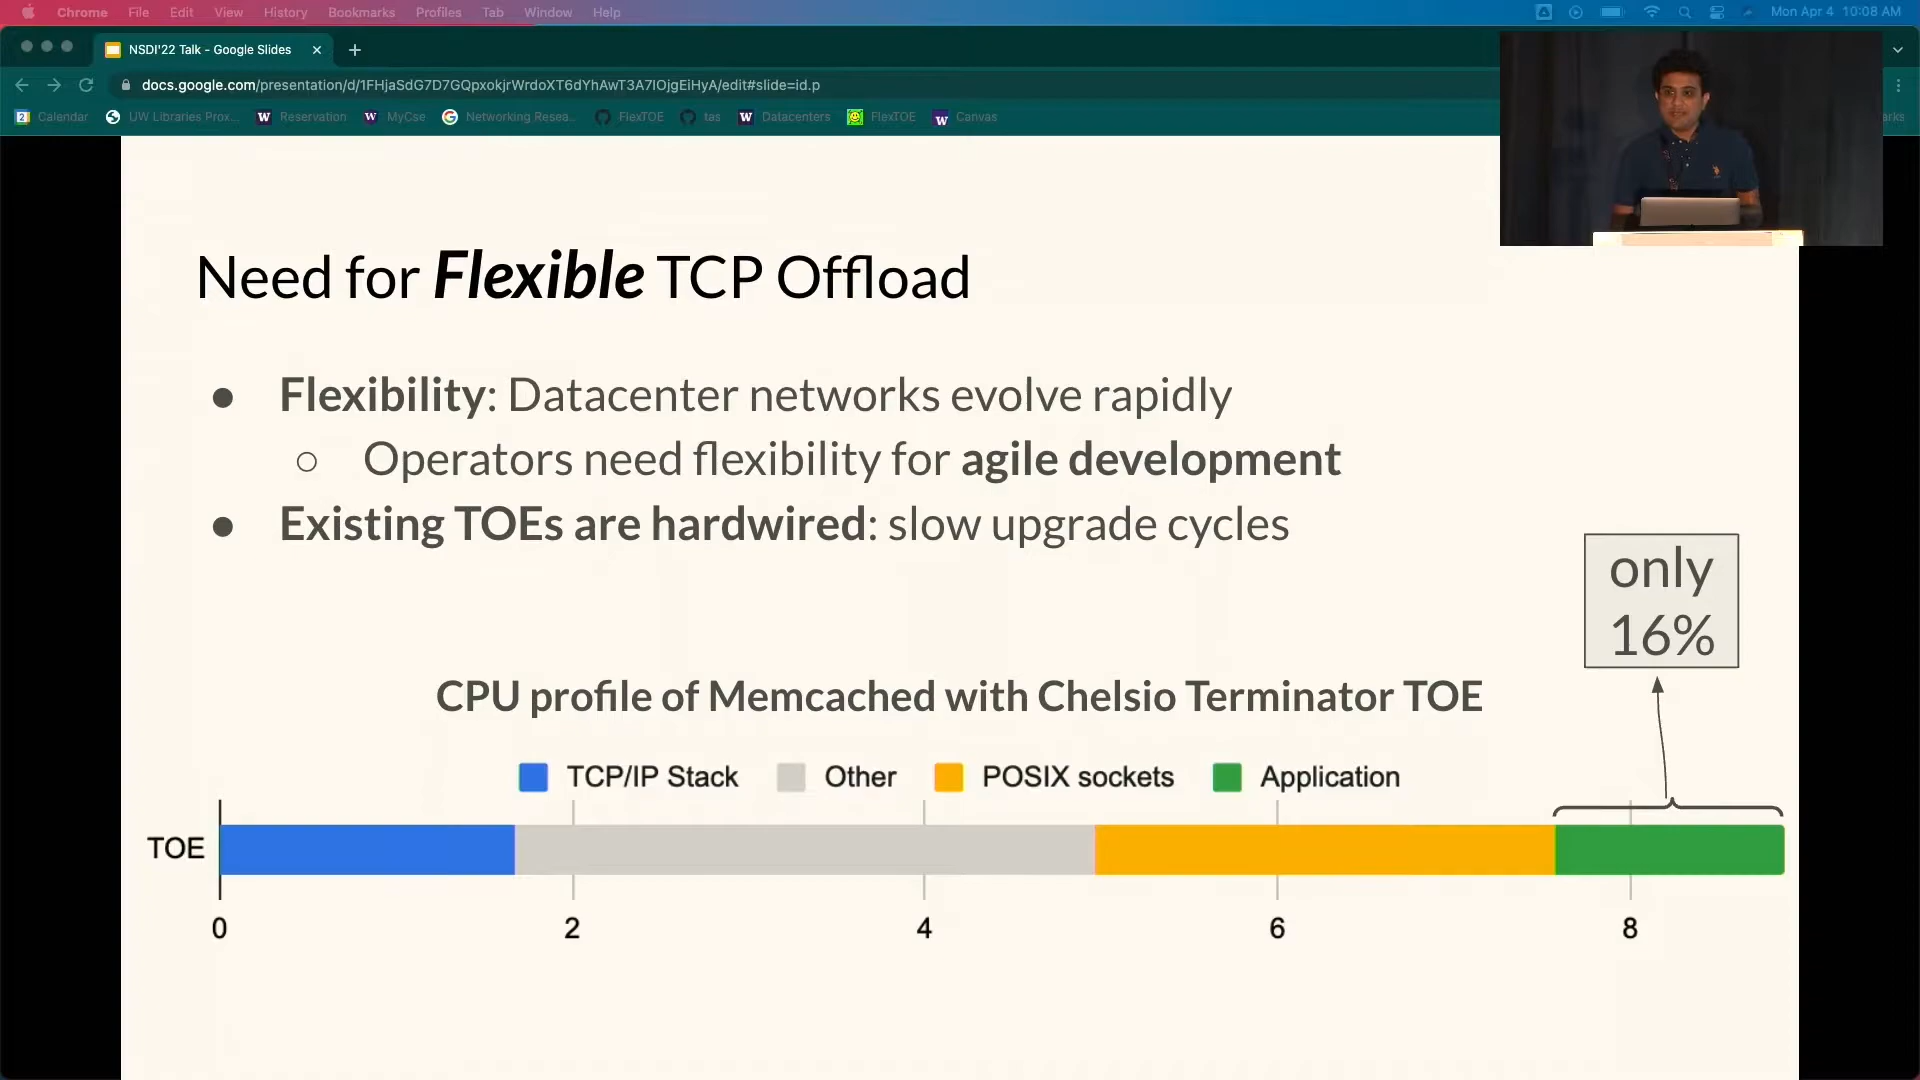 Chrome File Edit View History Bookmarks Profiles Tab Window Help Mon Apr 4 10:08 AM
NSDI'22 Talk - Google Slides
docs.google.com/presentation/d/1FHjaSdG7D7GQpxokjrWrdoXT6dYhAwT3A7IOjgEiHyA/edit#slide=id.p
Calendar UW Libraries Prox... Reservation MyCse Networking Resea... FlexTOE tas Datacenters FlexTOE Canvas
Need for Flexible TCP Offload
● Flexibility: Datacenter networks evolve rapidly
○ Operators need flexibility for agile development
● Existing TOEs are hardwired: slow upgrade cycles
only
16%
CPU profile of Memcached with Chelsio Terminator TOE
TCP/IP Stack Other POSIX sockets Application
TOE
0 2 4 6 8